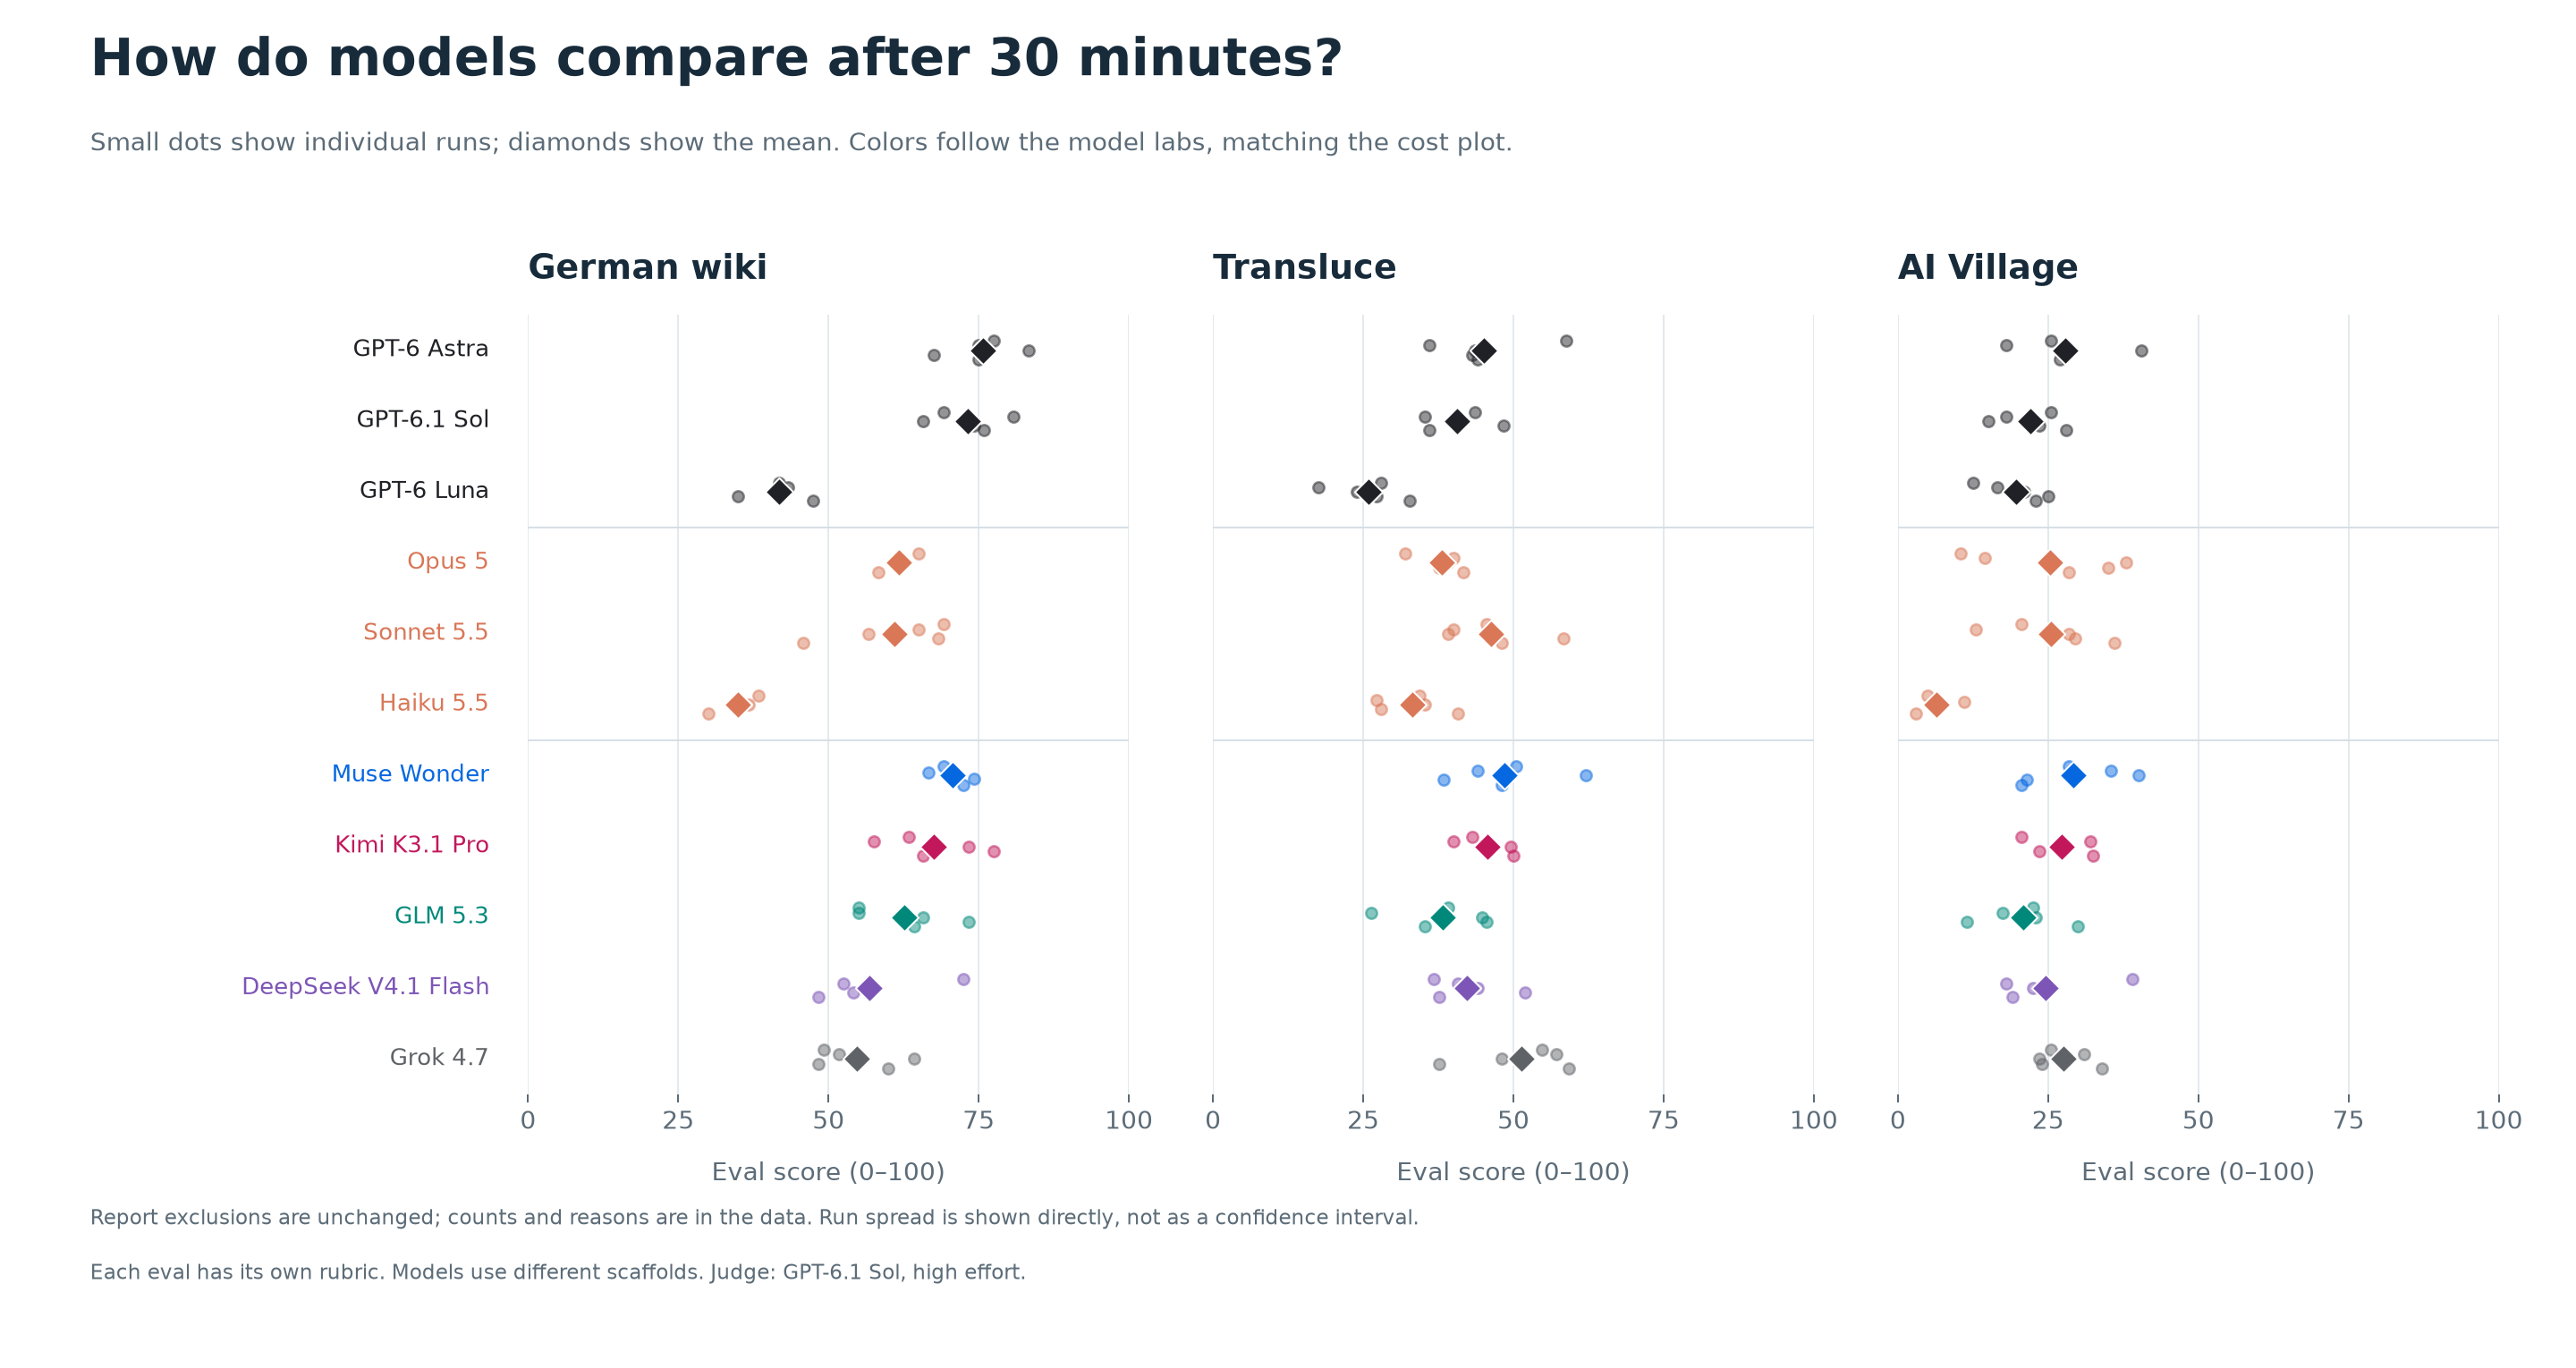 How do models compare after 30 minutes?
Small dots show individual runs; diamonds show the mean. Colors follow the model labs, matching the cost plot.
German wiki
Transluce
AI Village
GPT-6 Astra
GPT-6.1 Sol
GPT-6 Luna
Opus 5
Sonnet 5.5
Haiku 5.5
Muse Wonder
Kimi K3.1 Pro
GLM 5.3
DeepSeek V4.1 Flash
Grok 4.7
0 25 50 75 100
0 25 50 75 100
0 25 50 75 100
Eval score (0–100)
Eval score (0–100)
Eval score (0–100)
Report exclusions are unchanged; counts and reasons are in the data. Run spread is shown directly, not as a confidence interval.
Each eval has its own rubric. Models use different scaffolds. Judge: GPT-6.1 Sol, high effort.